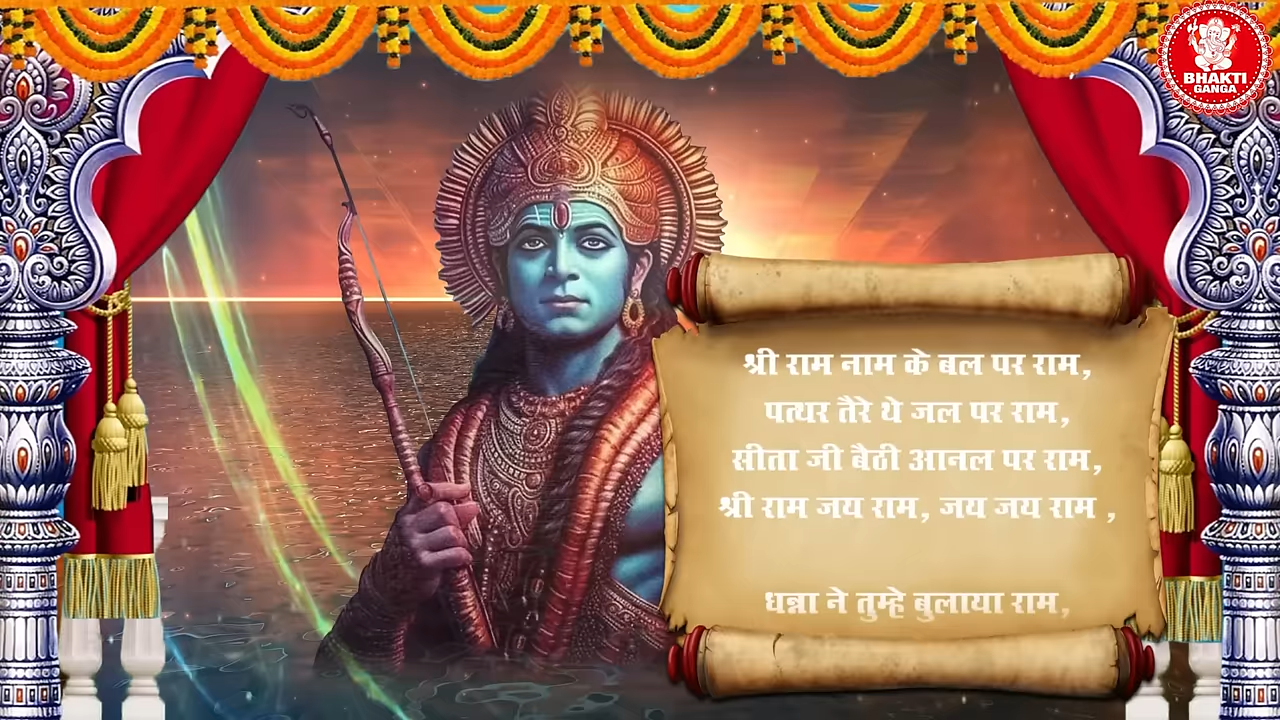 BHAKTI
GANGA
श्री राम नाम के बल पर राम,
पत्थर तैरे थे जल पर राम,
सीता जी बैठी आनल पर राम,
श्री राम जय राम, जय जय राम ,
धन्ना ने तुम्हे बुलाया राम,